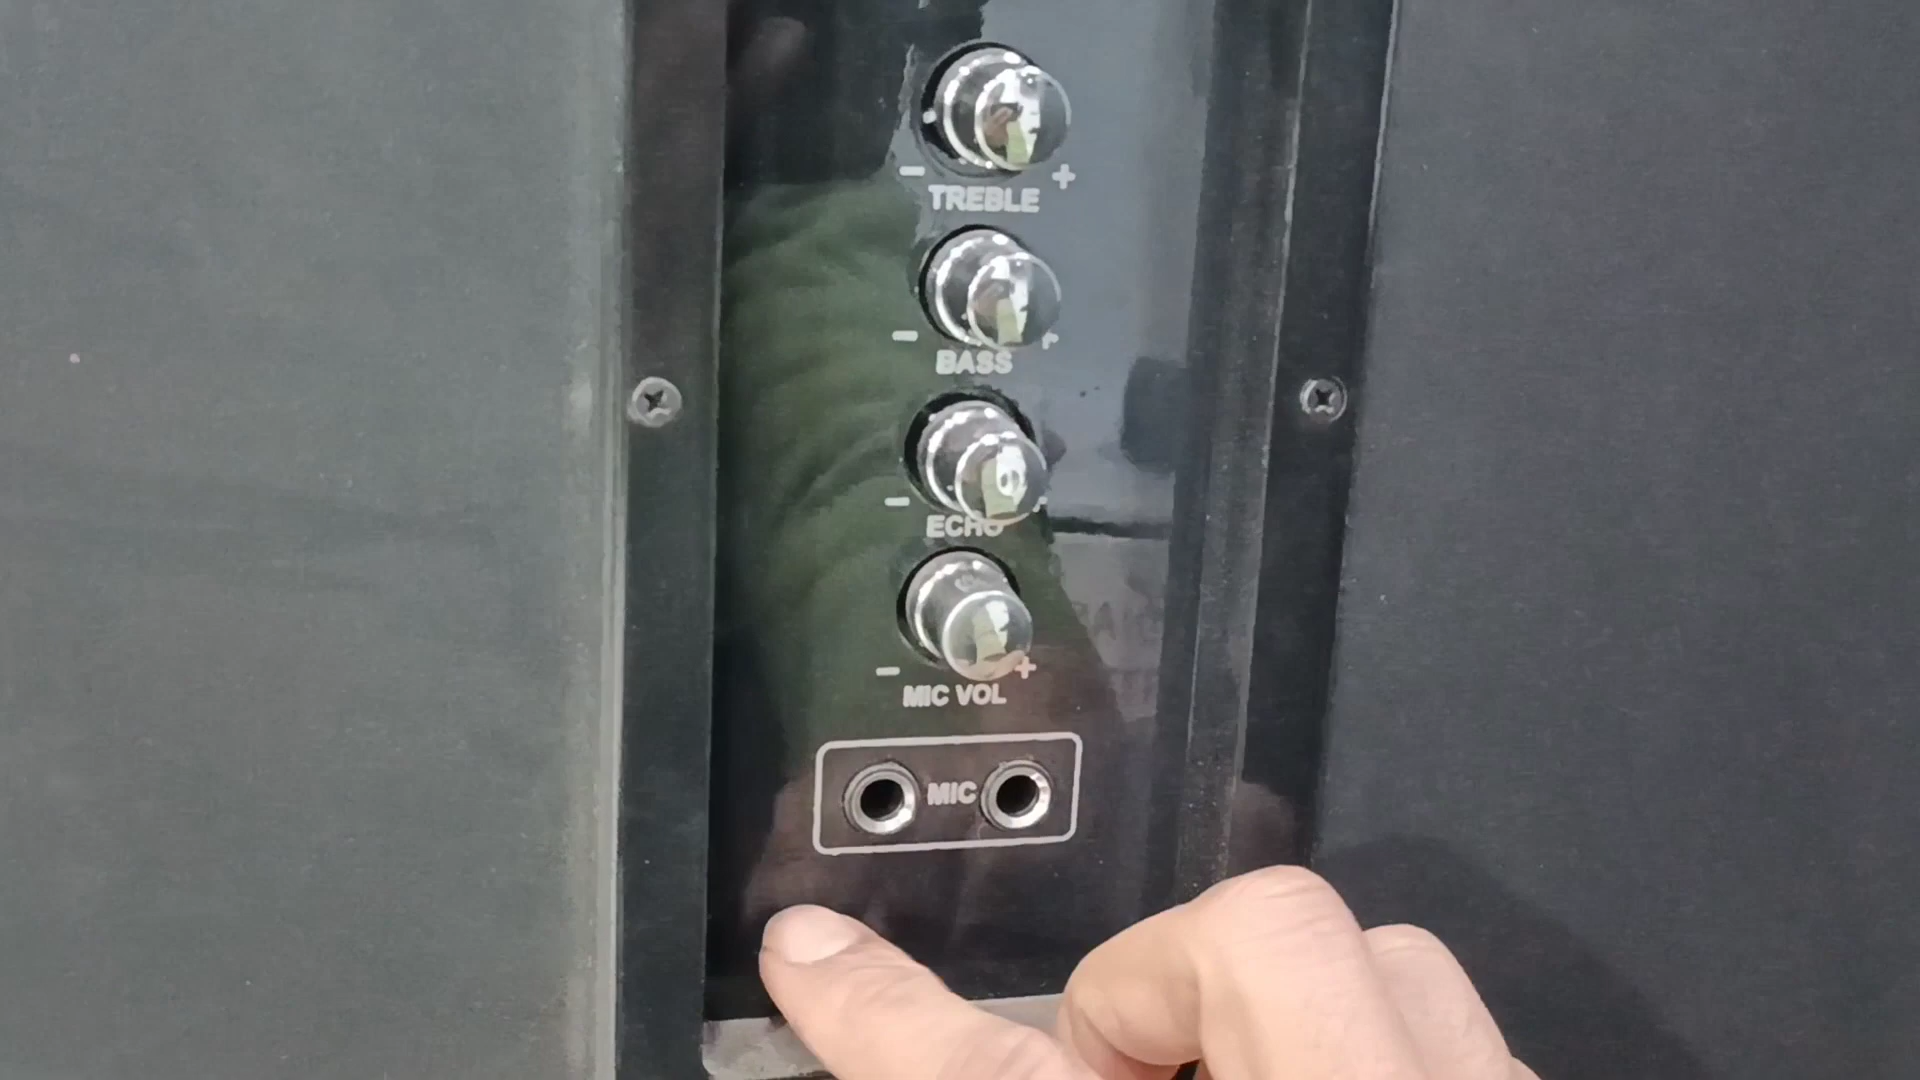 - +
TREBLE
-
BASS
-
ECHO
- +
MIC VOL
MIC